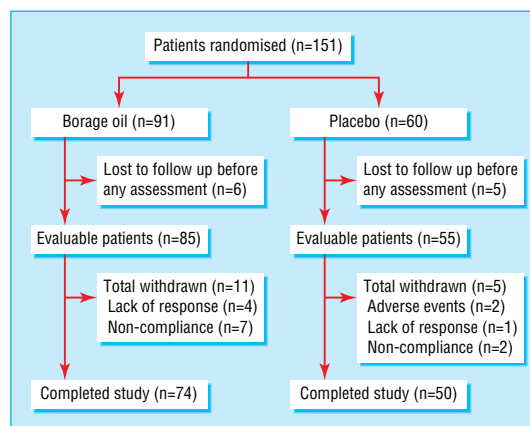 Patients randomised (n=151)
Borage oil (n=91)
Placebo (n=60)
Lost to follow up before
any assessment (n=6)
Lost to follow up before
any assessment (n=5)
Evaluable patients (n=85)
Evaluable patients (n=55)
Total withdrawn (n=11)
Lack of response (n=4)
Non-compliance (n=7)
Total withdrawn (n=5)
Adverse events (n=2)
Lack of response (n=1)
Non-compliance (n=2)
Completed study (n=74)
Completed study (n=50)